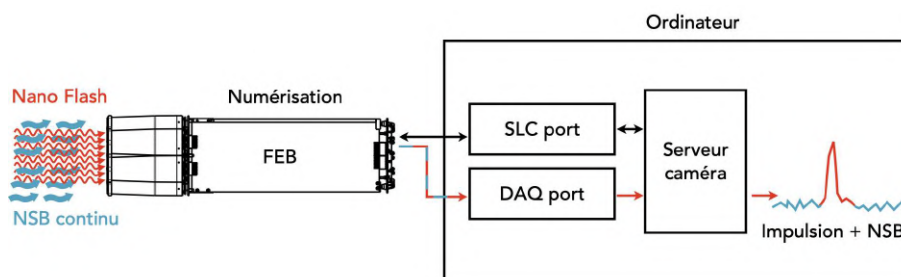 Ordinateur
Nano Flash
Numérisation
FEB
NSB continu
SLC port
DAQ port
Serveur
caméra
Impulsion + NSB